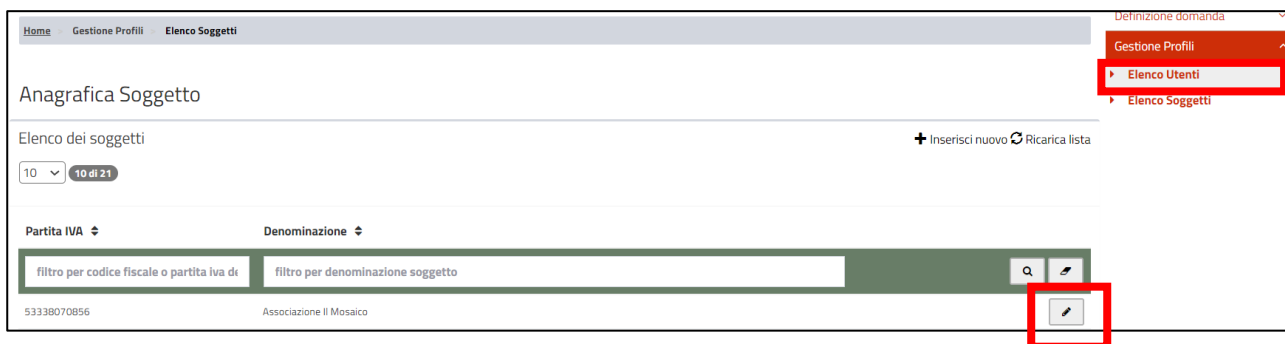 Home Gestione Profili Elenco Soggetti
Definizione domanda
Gestione Profili
Elenco Utenti
Elenco Soggetti
Anagrafica Soggetto
Elenco dei soggetti
Inserisci nuovo Ricarica lista
10 10 di 21
Partita IVA Denominazione
filtro per codice fiscale o partita iva de filtro per denominazione soggetto
53338070856 Associazione Il Mosaico